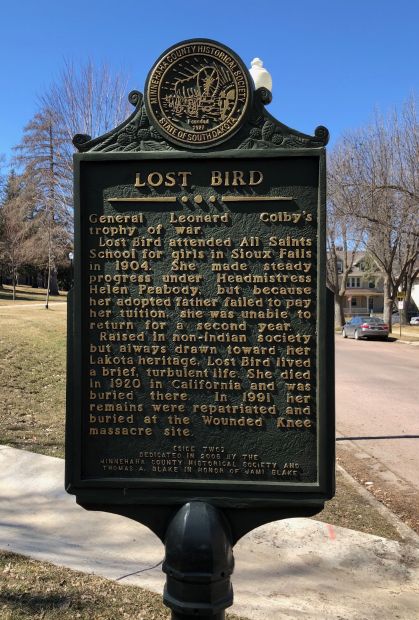 MINNEHAHA COUNTY HISTORICAL SOCIETY
Founded
1927
STATE OF SOUTH DAKOTA
LOST BIRD
General Leonard Colby's
trophy of war.
Lost Bird attended All Saints
School for girls in Sioux Falls
in 1904. She made steady
progress under Headmistress
Helen Peabody, but because
her adopted father failed to pay
her tuition, she was unable to
return for a second year.
Raised in non-Indian society
but always drawn toward her
Lakota heritage, Lost Bird lived
a brief, turbulent life. She died
in 1920 in California and was
buried there. In 1991 her
remains were repatriated and
buried at the Wounded Knee
massacre site.
(SIDE TWO)
DEDICATED IN 2006 BY THE
MINNEHAHA COUNTY HISTORICAL SOCIETY AND
THOMAS A. BLAKE IN HONOR OF JAMI BLAKE